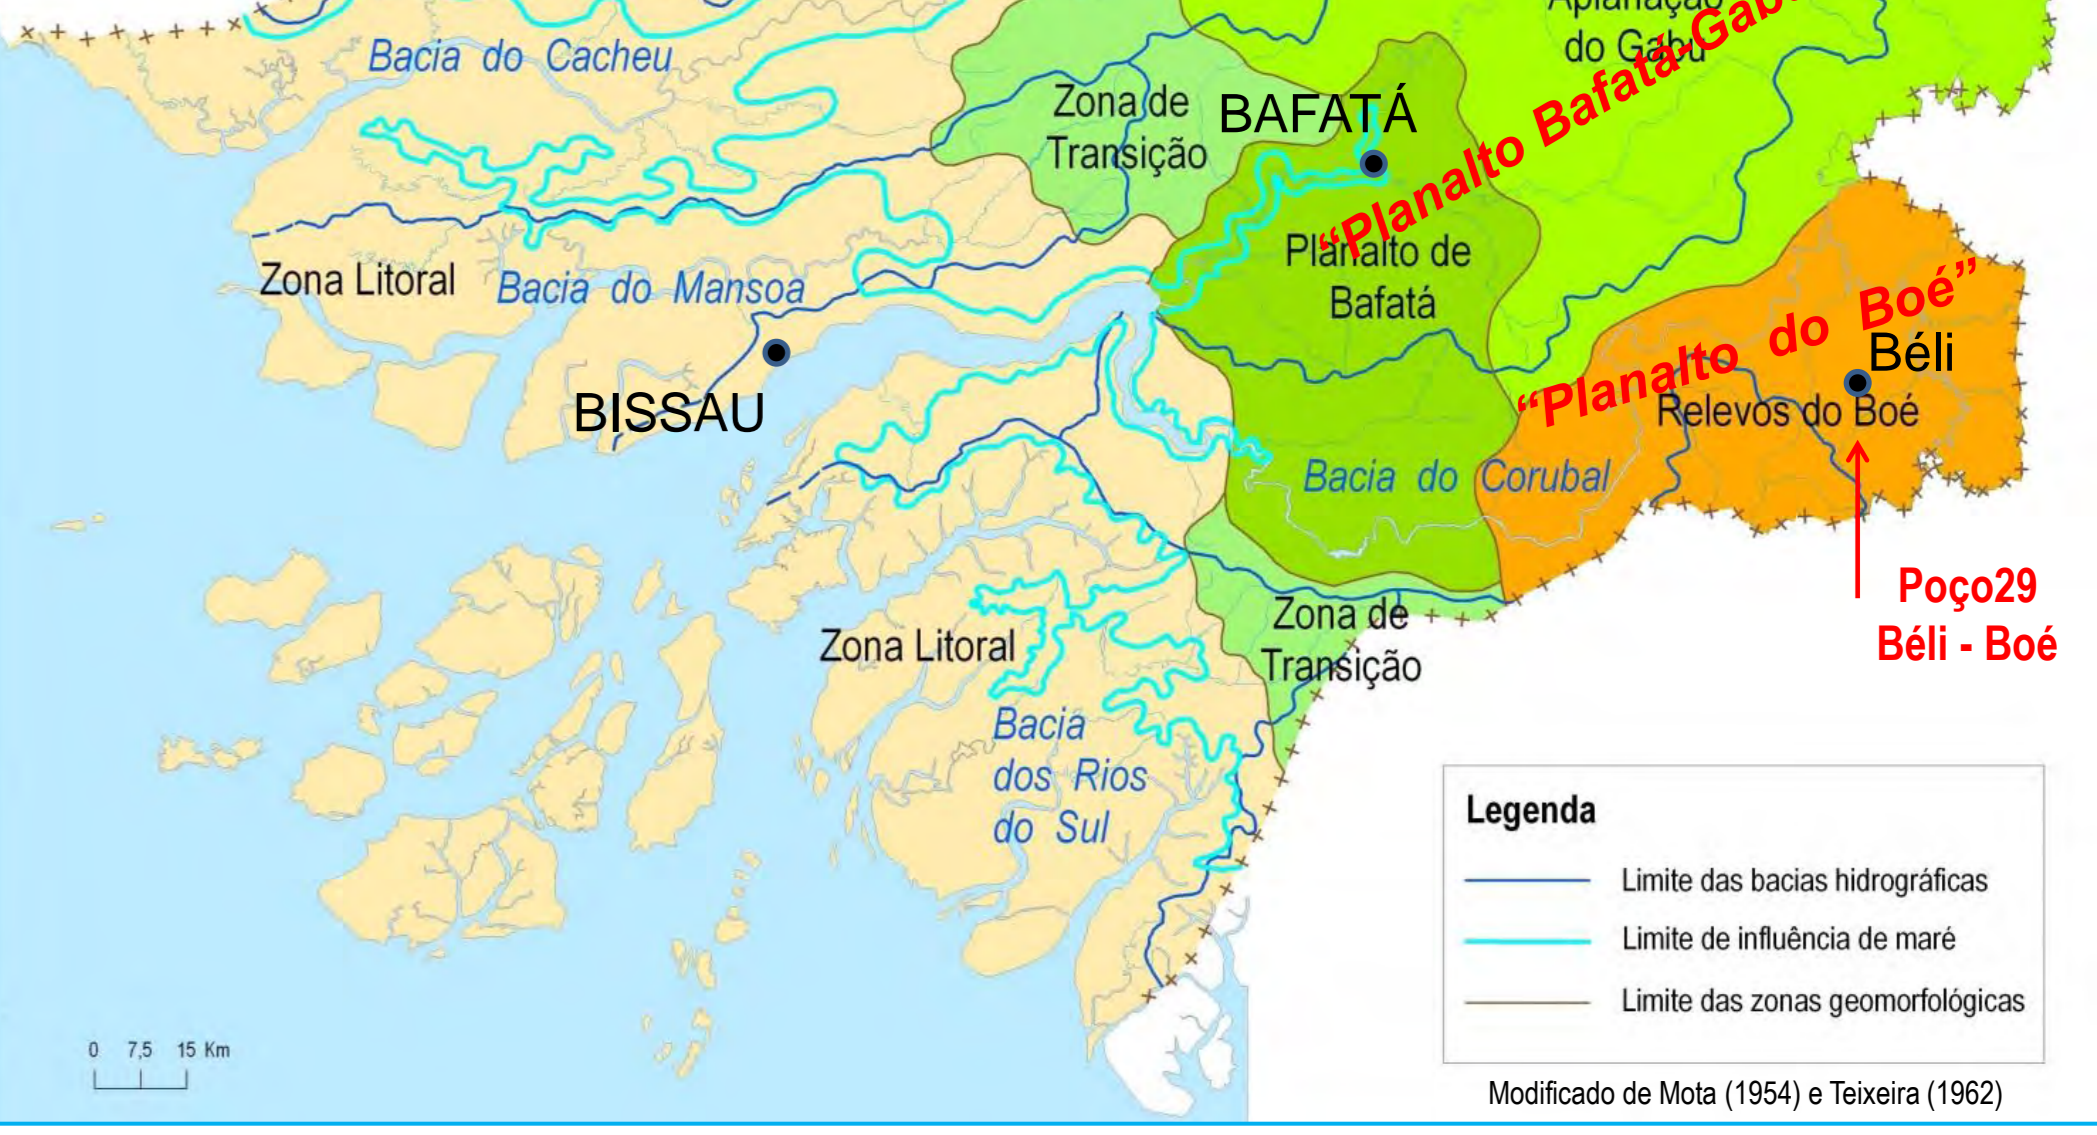 Aplanação
do Gabu
Bacia do Cacheu
Zona de
Transição
BAFATÁ
“Planalto Bafatá-Gab
Planalto de
Bafatá
Zona Litoral
Bacia do Mansoa
BISSAU
“Planalto do Boé”
Béli
Relevos do Boé
Bacia do Corubal
Poço29
Béli - Boé
Zona de
Transição
Zona Litoral
Bacia
dos Rios
do Sul
Legenda
Limite das bacias hidrográficas
Limite de influência de maré
Limite das zonas geomorfológicas
0 7,5 15 Km
Modificado de Mota (1954) e Teixeira (1962)